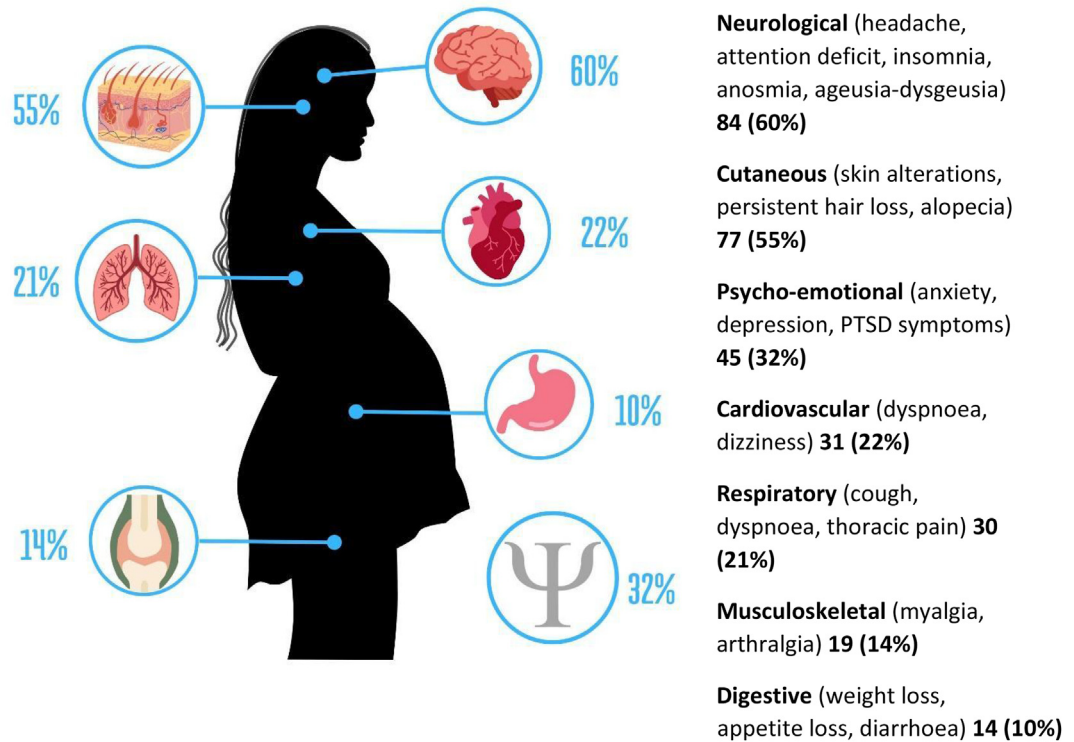 55%
60%
21%
22%
10%
14%
32%
Neurological (headache,
attention deficit, insomnia,
anosmia, ageusia-dysgeusia)
84 (60%)
Cutaneous (skin alterations,
persistent hair loss, alopecia)
77 (55%)
Psycho-emotional (anxiety,
depression, PTSD symptoms)
45 (32%)
Cardiovascular (dyspnoea,
dizziness) 31 (22%)
Respiratory (cough,
dyspnoea, thoracic pain) 30
(21%)
Musculoskeletal (myalgia,
arthralgia) 19 (14%)
Digestive (weight loss,
appetite loss, diarrhoea) 14 (10%)